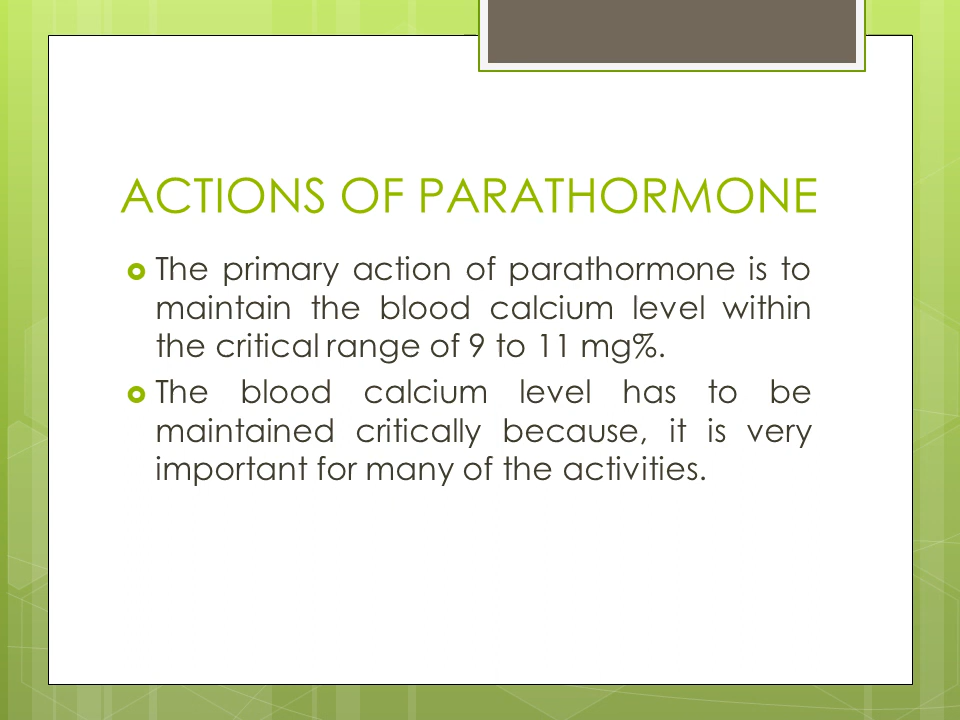 ACTIONS OF PARATHORMONE
The primary action of parathormone is to
maintain the blood calcium level within
the critical range of 9 to 11 mg%.
The blood calcium level has to be
maintained critically because, it is very
important for many of the activities.